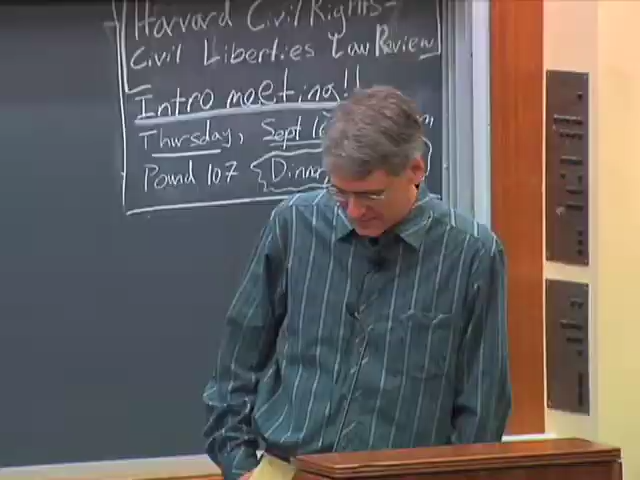 Harvard Civil Rights-
Civil Liberties Law Review
Intro meeting!!
Thursday, Sept
Pound 107